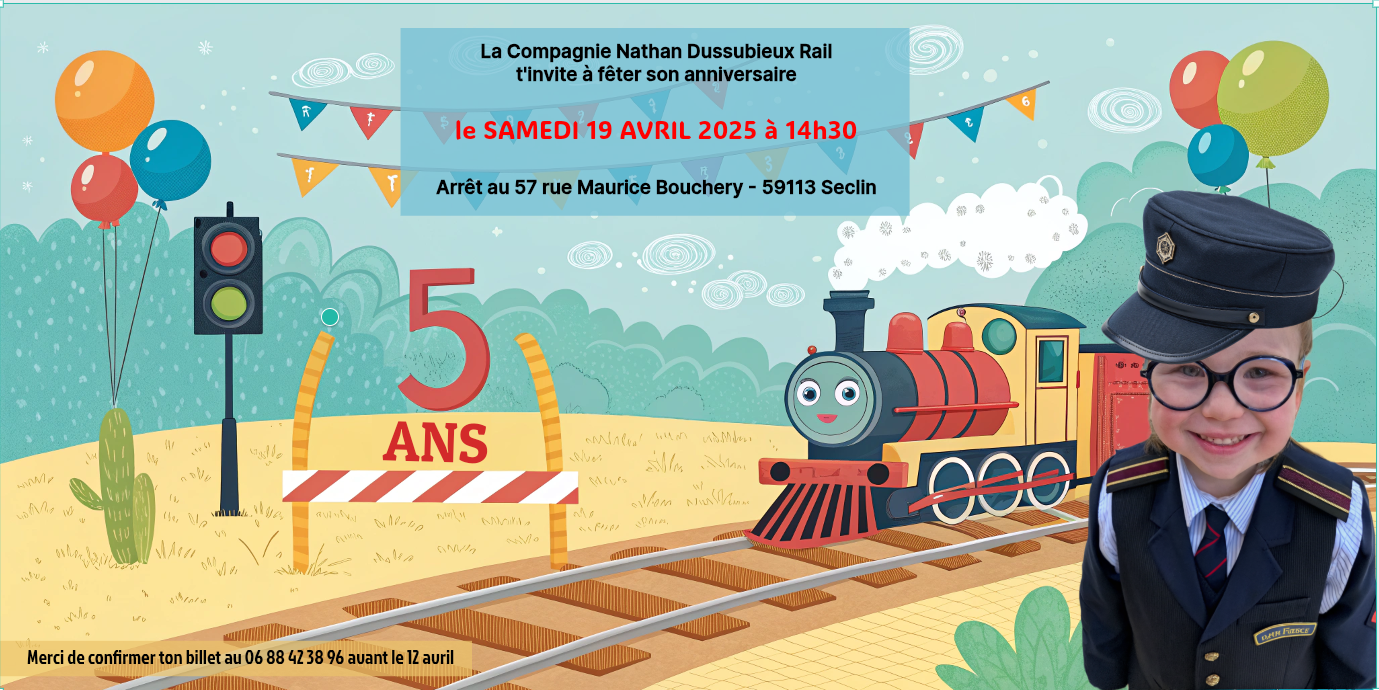 La Compagnie Nathan Dussubieux Rail
t'invite à fêter son anniversaire
le SAMEDI 19 AVRIL 2025 à 14h30
Arrêt au 57 rue Maurice Bouchery - 59113 Seclin
5
ANS
Merci de confirmer ton billet au 06 88 42 38 96 avant le 12 avril